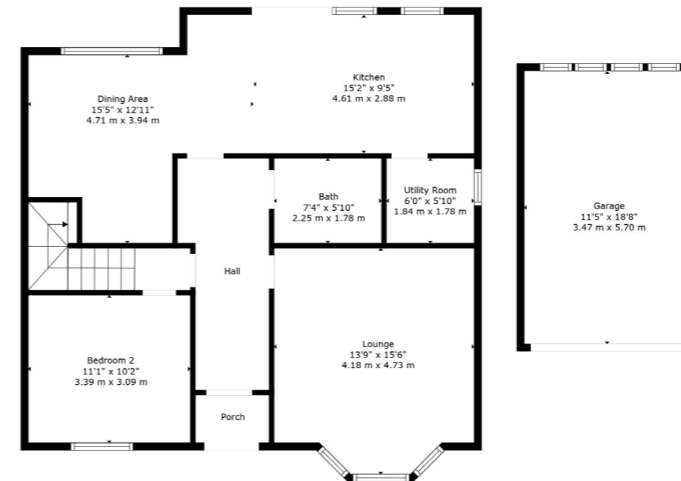 Kitchen
15'2" x 9'5"
4.61 m x 2.88 m
Dining Area
15'5" x 12'11"
4.71 m x 3.94 m
Bath
7'4" x 5'10"
2.25 m x 1.78 m
Utility Room
6'0" x 5'10"
1.84 m x 1.78 m
Garage
11'5" x 18'8"
3.47 m x 5.70 m
Hall
Lounge
13'9" x 15'6"
4.18 m x 4.73 m
Bedroom 2
11'1" x 10'2"
3.39 m x 3.09 m
Porch